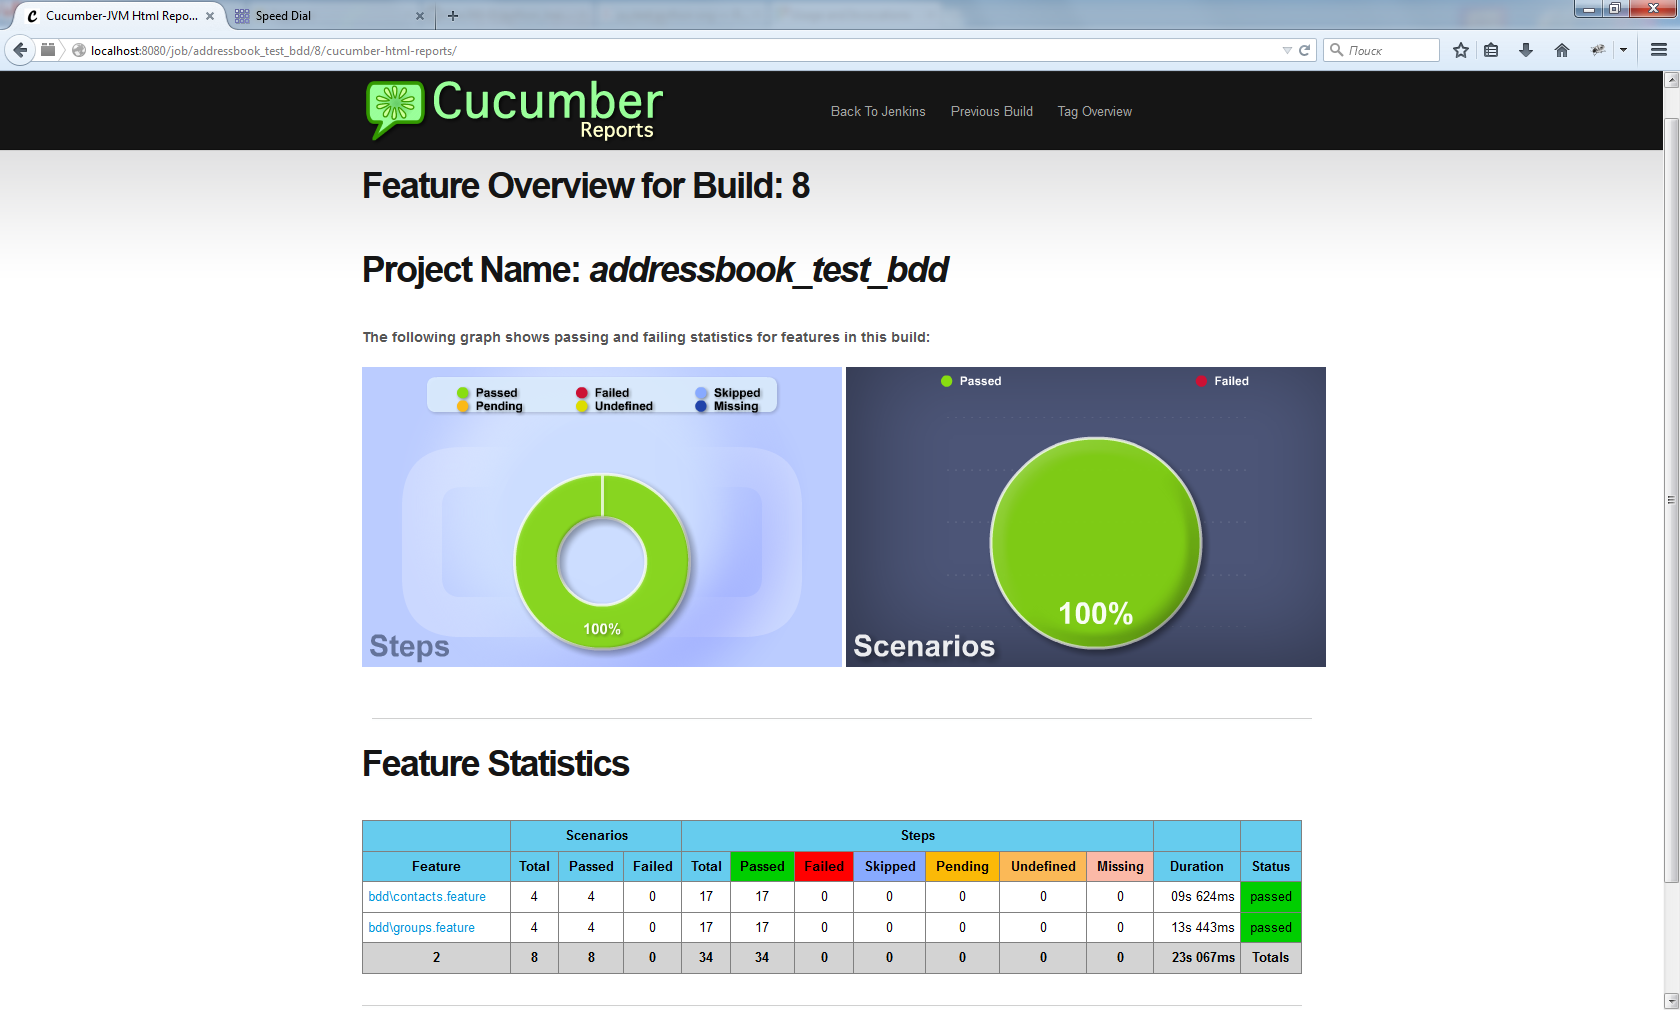 Cucumber-JVM Html Repo...
Speed Dial
localhost:8080/job/addressbook_test_bdd/8/cucumber-html-reports/
Поиск
Cucumber
Reports
Back To Jenkins Previous Build Tag Overview
Feature Overview for Build: 8
Project Name: addressbook_test_bdd
The following graph shows passing and failing statistics for features in this build:
Passed Failed Skipped
Pending Undefined Missing
100%
Steps
Passed Failed
100%
Scenarios
Feature Statistics
Scenarios Steps
Feature Total Passed Failed Total Passed Failed Skipped Pending Undefined Missing Duration Status
bdd\contacts.feature 4 4 0 17 17 0 0 0 0 0 09s 624ms passed
bdd\groups.feature 4 4 0 17 17 0 0 0 0 0 13s 443ms passed
2 8 8 0 34 34 0 0 0 0 0 23s 067ms Totals